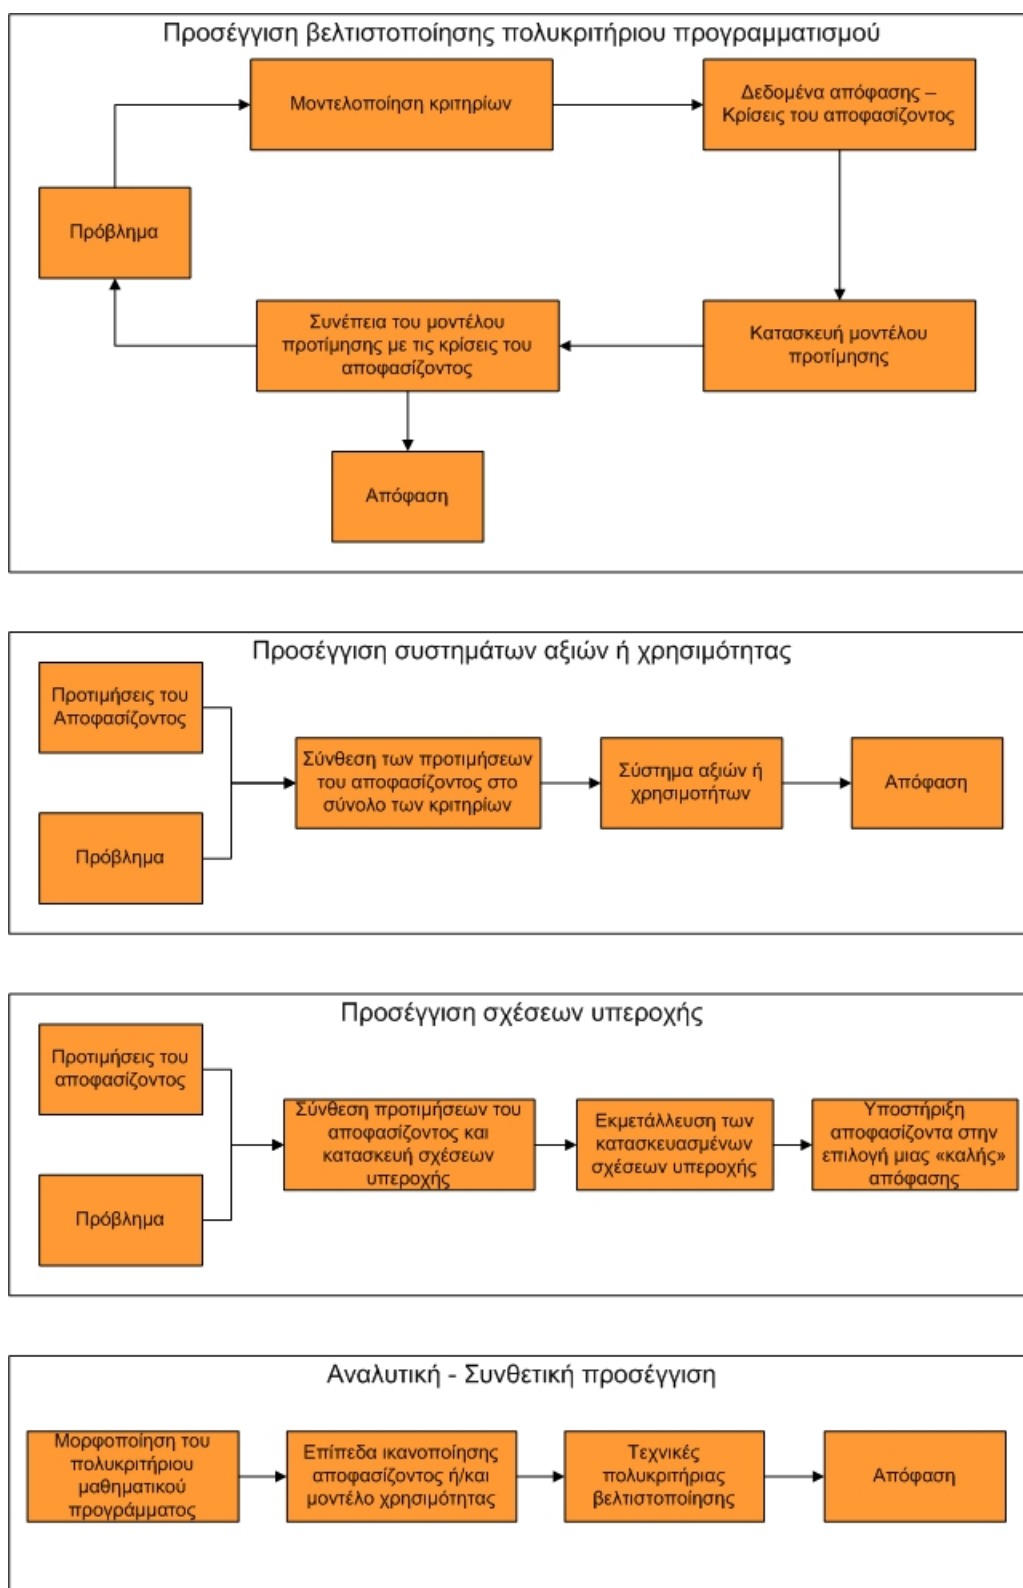 Προσέγγιση βελτιστοποίησης πολυκριτήριου προγραμματισμού
Μοντελοποίηση κριτηρίων
Δεδομένα απόφασης –
Κρίσεις του αποφασίζοντος
Πρόβλημα
Συνέπεια του μοντέλου
προτίμησης με τις κρίσεις του
αποφασίζοντος
Κατασκευή μοντέλου
προτίμησης
Απόφαση
Προσέγγιση συστημάτων αξιών ή χρησιμότητας
Προτιμήσεις του
Αποφασίζοντος
Σύνθεση των προτιμήσεων
του αποφασίζοντος στο
σύνολο των κριτηρίων
Σύστημα αξιών ή
χρησιμοτήτων
Απόφαση
Πρόβλημα
Προσέγγιση σχέσεων υπεροχής
Προτιμήσεις του
αποφασίζοντος
Σύνθεση προτιμήσεων του
αποφασίζοντος και
κατασκευή σχέσεων
υπεροχής
Εκμετάλλευση των
κατασκευασμένων
σχέσεων υπεροχής
Υποστήριξη
αποφασίζοντα στην
επιλογή μιας «καλής»
απόφασης
Πρόβλημα
Αναλυτική - Συνθετική προσέγγιση
Μορφοποίηση του
πολυκριτήριου
μαθηματικού
προγράμματος
Επίπεδα ικανοποίησης
αποφασίζοντος ή/και
μοντέλο χρησιμότητας
Τεχνικές
πολυκριτήριας
βελτιστοποίησης
Απόφαση